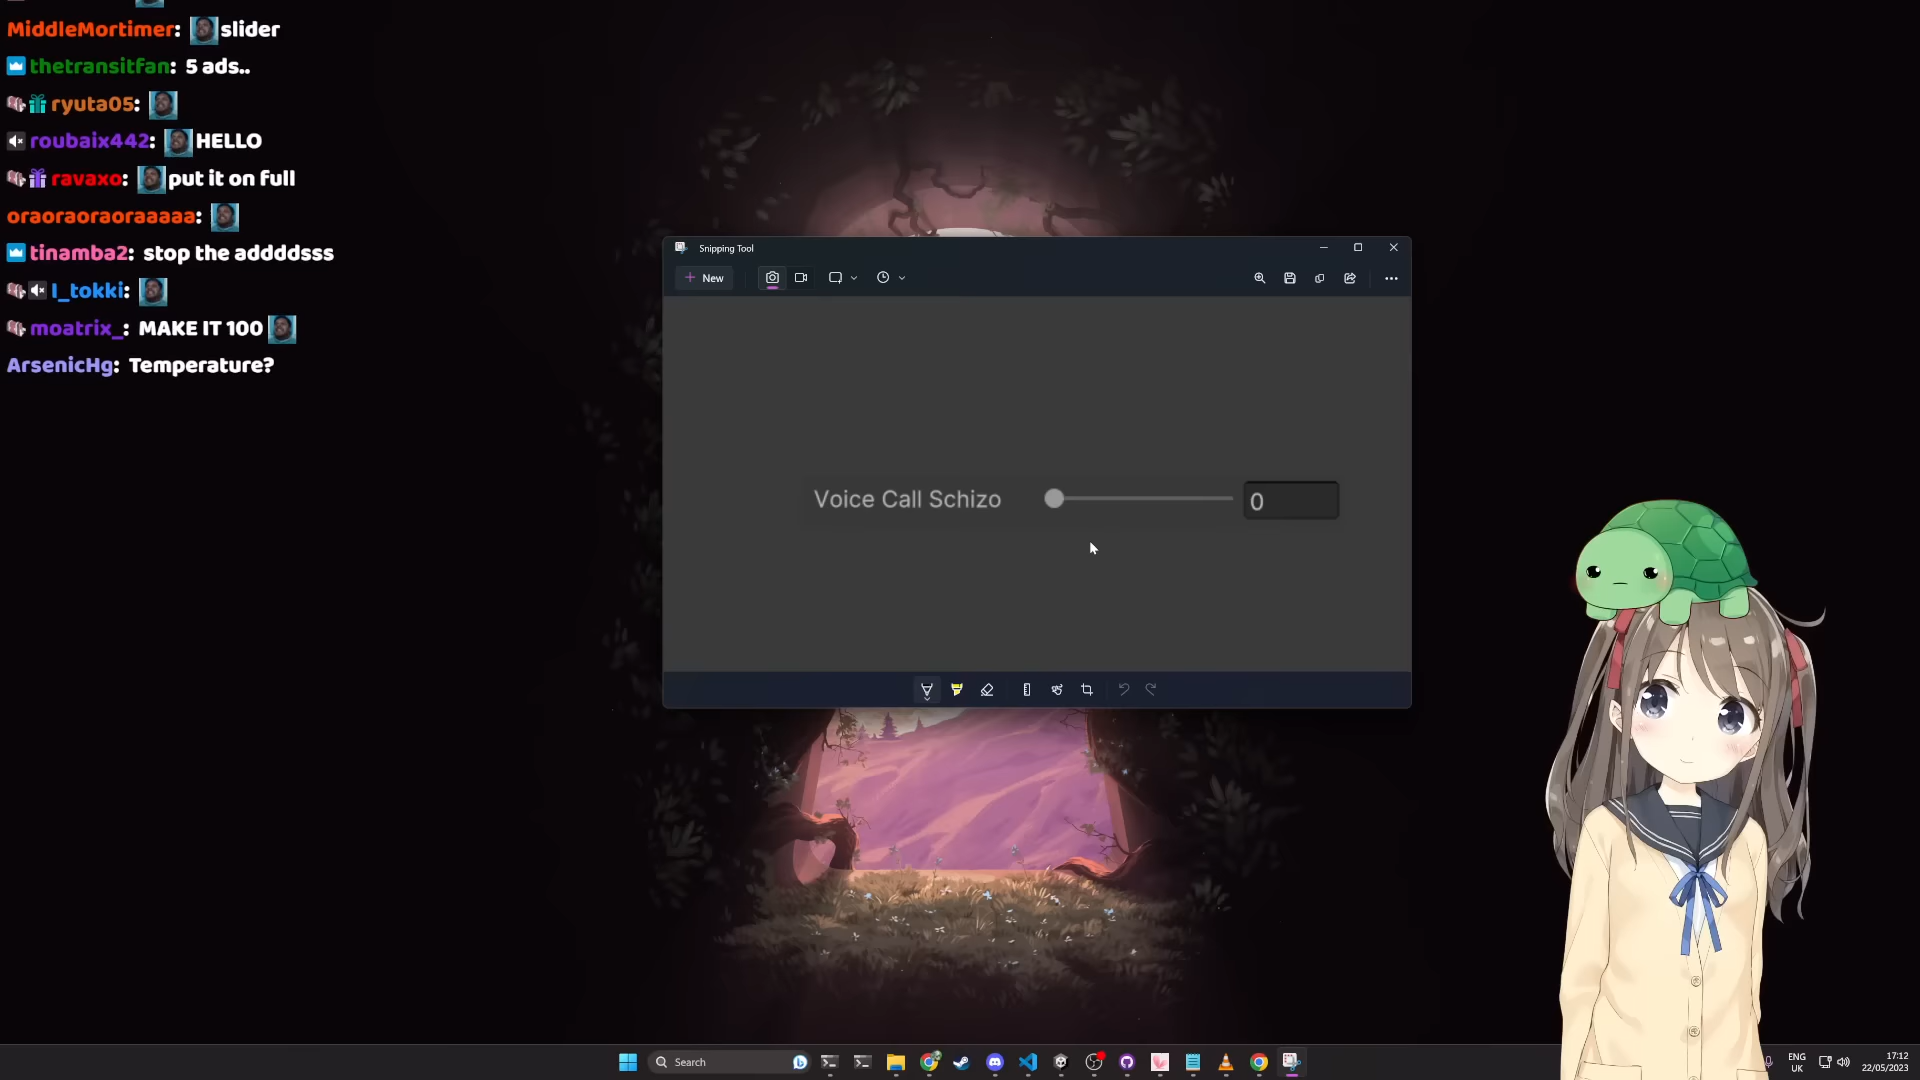 MiddleMortimer: slider
thetransitfan: 5 ads..
ryuta05:
roubaix442: HELLO
ravaxo: put it on full
oraoraoraoraaaaa:
tinamba2: stop the addddsss
l_tokki:
moatrix_: MAKE IT 100
ArsenicHg: Temperature?
Snipping Tool
New
Voice Call Schizo 0
Search
ENG
UK
17:12
22/05/2023